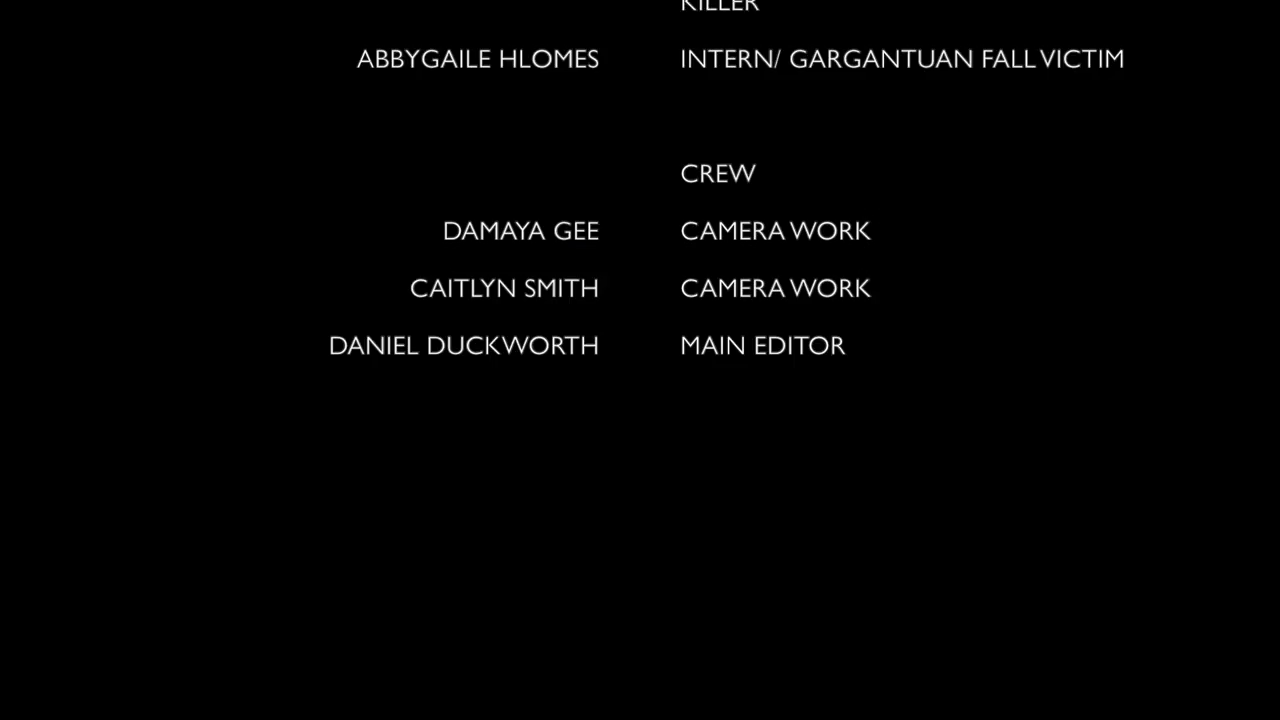 KILLER
ABBYGAILE HLOMES INTERN/ GARGANTUAN FALL VICTIM
CREW
DAMAYA GEE CAMERA WORK
CAITLYN SMITH CAMERA WORK
DANIEL DUCKWORTH MAIN EDITOR